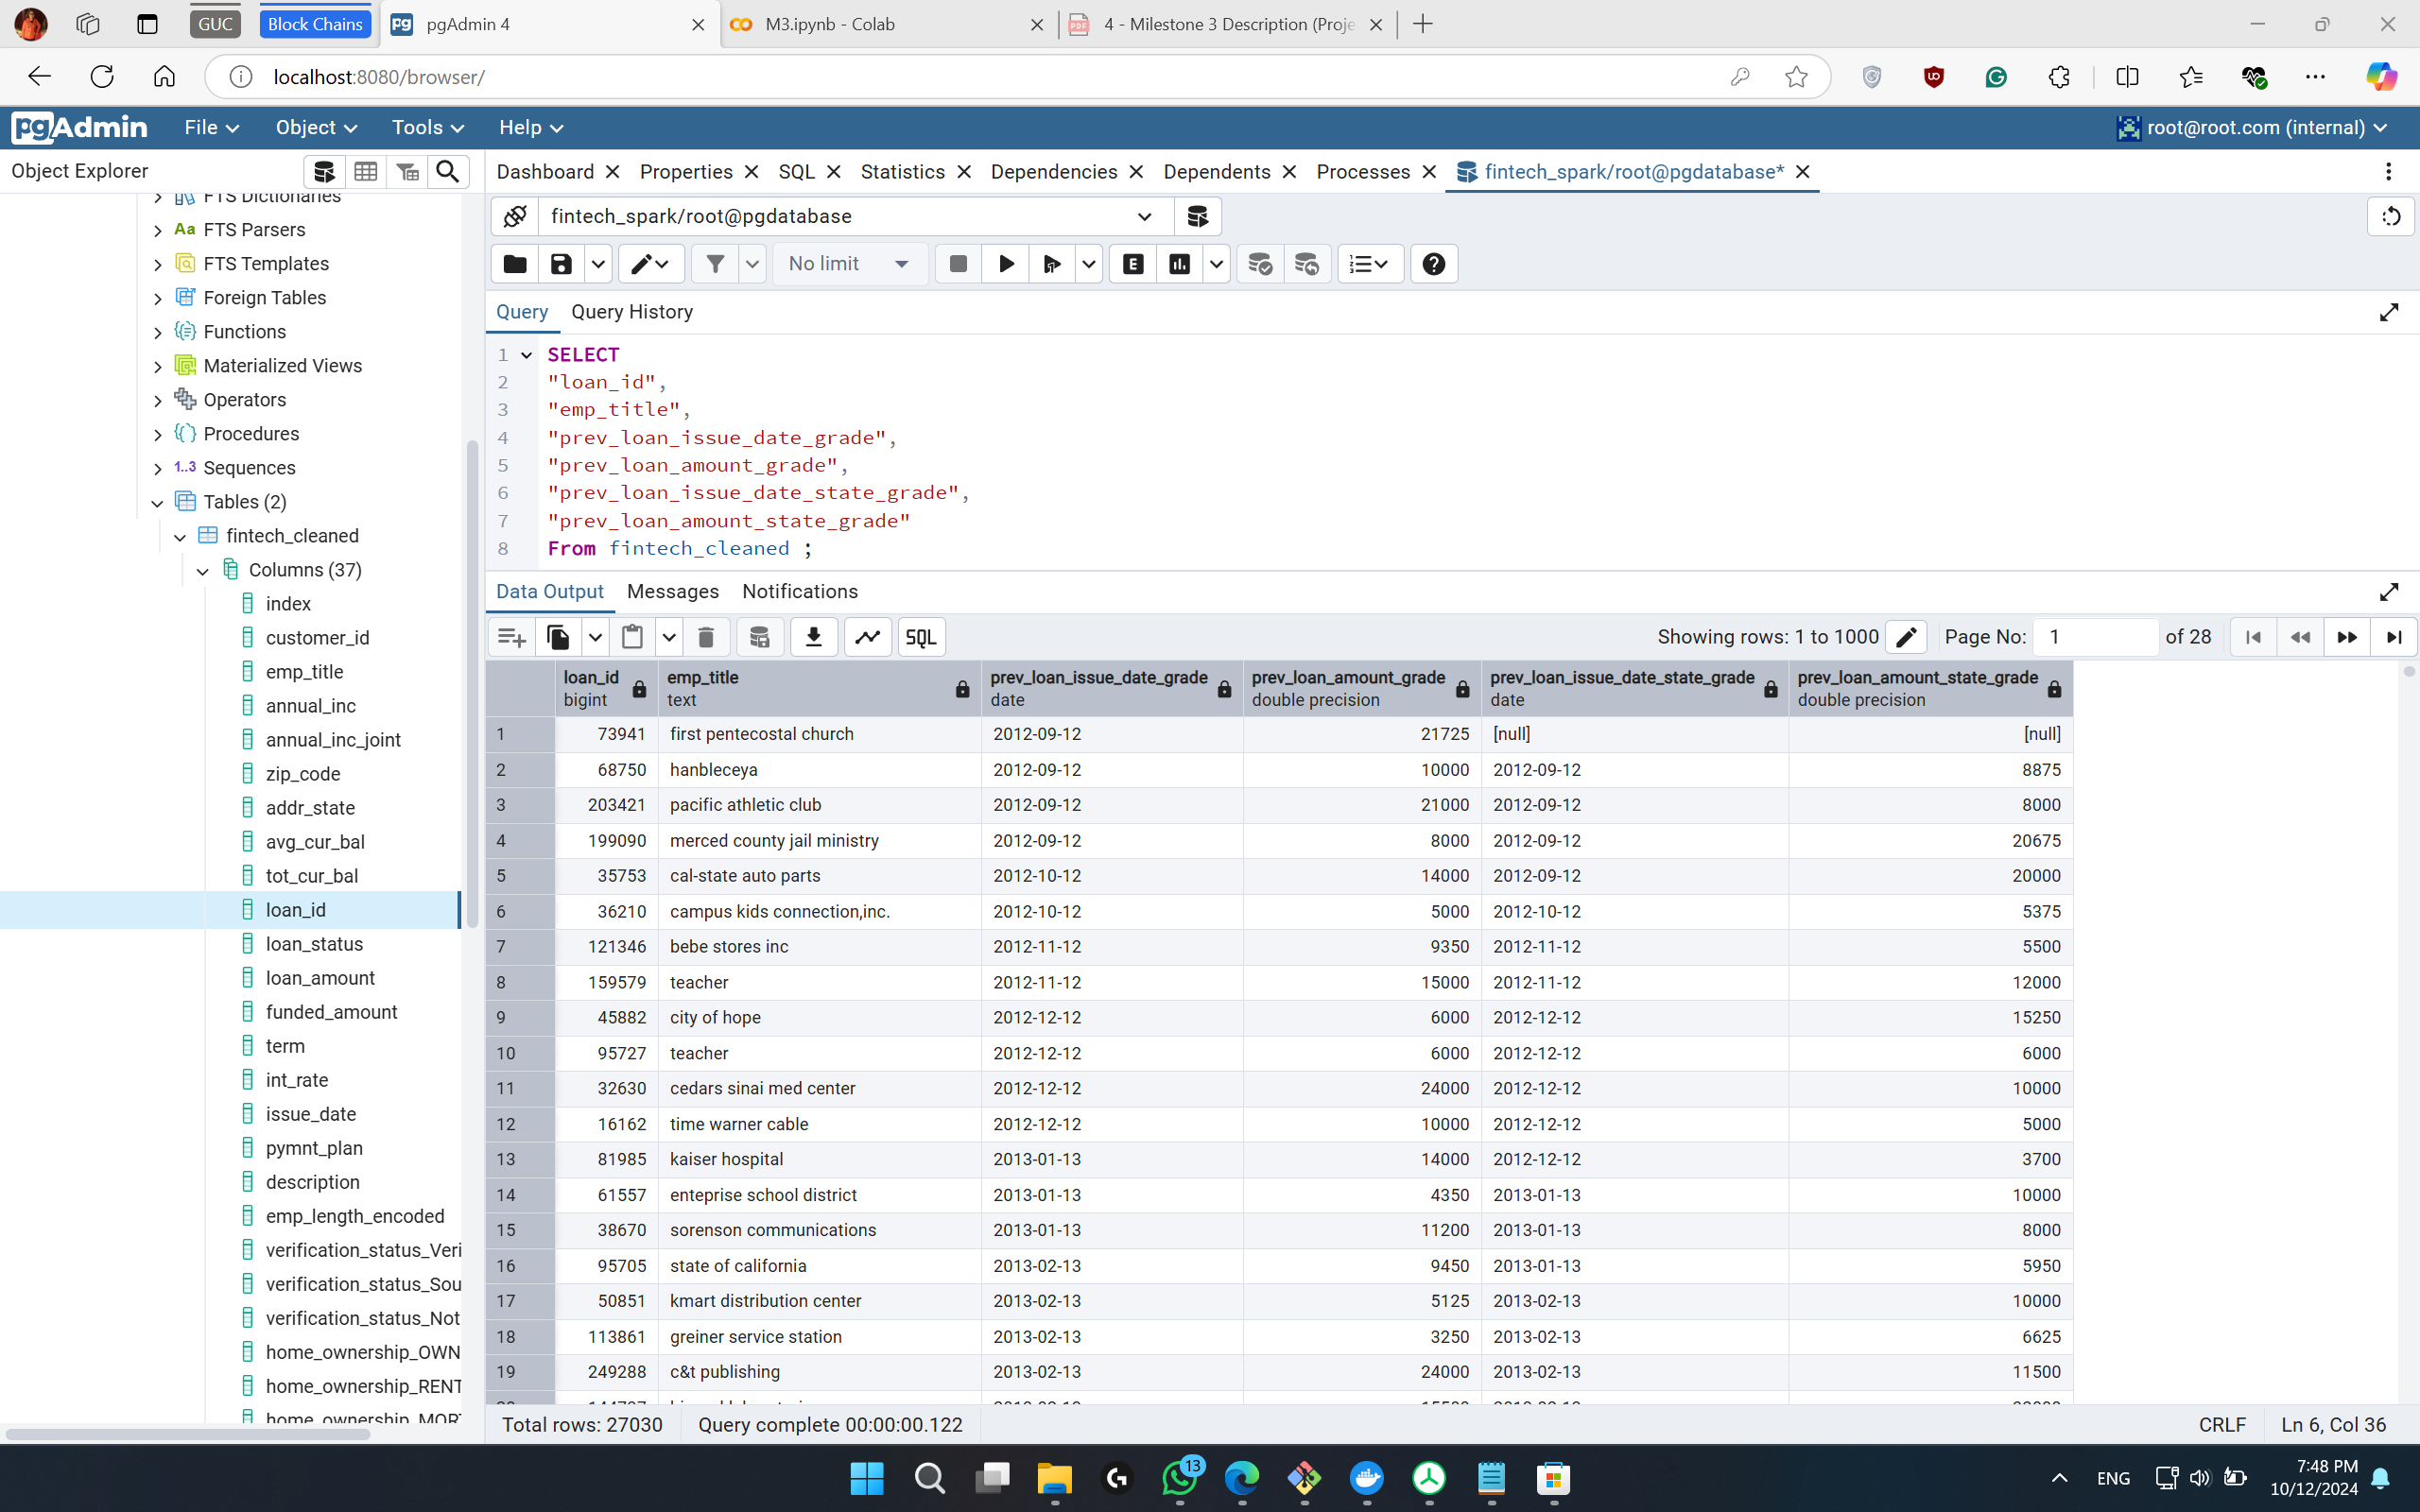 GUC
Block Chains
pgAdmin 4
M3.ipynb - Colab
4 - Milestone 3 Description (Proje
localhost:8080/browser/
pgAdmin
File
Object
Tools
Help
root@root.com (internal)
Object Explorer
Dashboard
Properties
SQL
Statistics
Dependencies
Dependents
Processes
fintech_spark/root@pgdatabase*
fintech_spark/root@pgdatabase
No limit
Query
Query History
1 SELECT
2 "loan_id",
3 "emp_title",
4 "prev_loan_issue_date_grade",
5 "prev_loan_amount_grade",
6 "prev_loan_issue_date_state_grade",
7 "prev_loan_amount_state_grade"
8 From fintech_cleaned ;
FTS Dictionaries
Aa FTS Parsers
FTS Templates
Foreign Tables
Functions
Materialized Views
Operators
Procedures
1..3 Sequences
Tables (2)
fintech_cleaned
Columns (37)
index
customer_id
emp_title
annual_inc
annual_inc_joint
zip_code
addr_state
avg_cur_bal
tot_cur_bal
loan_id
loan_status
loan_amount
funded_amount
term
int_rate
issue_date
pymnt_plan
description
emp_length_encoded
verification_status_Veri
verification_status_Sou
verification_status_Not
home_ownership_OWN
home_ownership_RENT
home_ownership_MORT
Data Output
Messages
Notifications
SQL
Showing rows: 1 to 1000
Page No: 1 of 28
loan_id bigint
emp_title text
prev_loan_issue_date_grade date
prev_loan_amount_grade double precision
prev_loan_issue_date_state_grade date
prev_loan_amount_state_grade double precision
1 73941 first pentecostal church 2012-09-12 21725 [null] [null]
2 68750 hanbleceya 2012-09-12 10000 2012-09-12 8875
3 203421 pacific athletic club 2012-09-12 21000 2012-09-12 8000
4 199090 merced county jail ministry 2012-09-12 8000 2012-09-12 20675
5 35753 cal-state auto parts 2012-10-12 14000 2012-09-12 20000
6 36210 campus kids connection,inc. 2012-10-12 5000 2012-10-12 5375
7 121346 bebe stores inc 2012-11-12 9350 2012-11-12 5500
8 159579 teacher 2012-11-12 15000 2012-11-12 12000
9 45882 city of hope 2012-12-12 6000 2012-12-12 15250
10 95727 teacher 2012-12-12 6000 2012-12-12 6000
11 32630 cedars sinai med center 2012-12-12 24000 2012-12-12 10000
12 16162 time warner cable 2012-12-12 10000 2012-12-12 5000
13 81985 kaiser hospital 2013-01-13 14000 2012-12-12 3700
14 61557 enteprise school district 2013-01-13 4350 2013-01-13 10000
15 38670 sorenson communications 2013-01-13 11200 2013-01-13 8000
16 95705 state of california 2013-02-13 9450 2013-01-13 5950
17 50851 kmart distribution center 2013-02-13 5125 2013-02-13 10000
18 113861 greiner service station 2013-02-13 3250 2013-02-13 6625
19 249288 c&t publishing 2013-02-13 24000 2013-02-13 11500
Total rows: 27030
Query complete 00:00:00.122
CRLF
Ln 6, Col 36
13
ENG
7:48 PM
10/12/2024